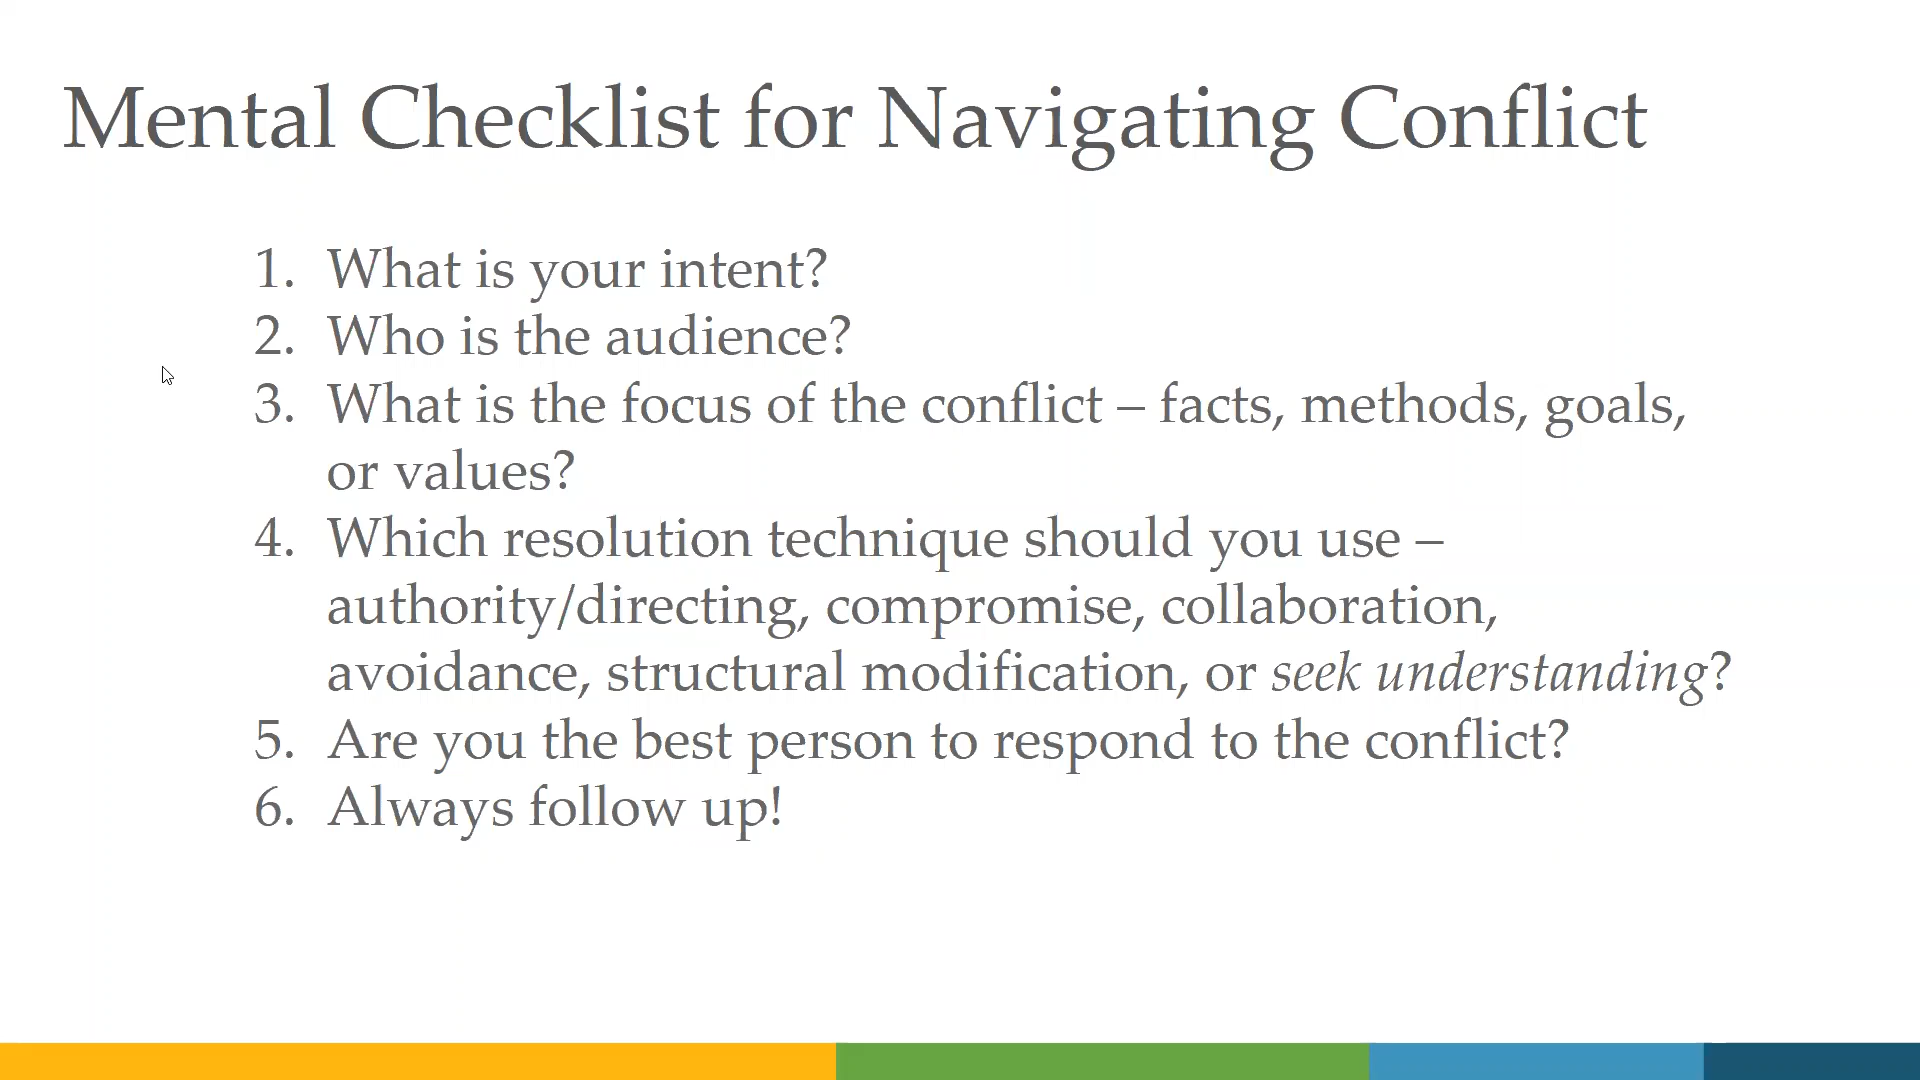 Mental Checklist for Navigating Conflict
1. What is your intent?
2. Who is the audience?
3. What is the focus of the conflict – facts, methods, goals,
or values?
4. Which resolution technique should you use –
authority/directing, compromise, collaboration,
avoidance, structural modification, or seek understanding?
5. Are you the best person to respond to the conflict?
6. Always follow up!